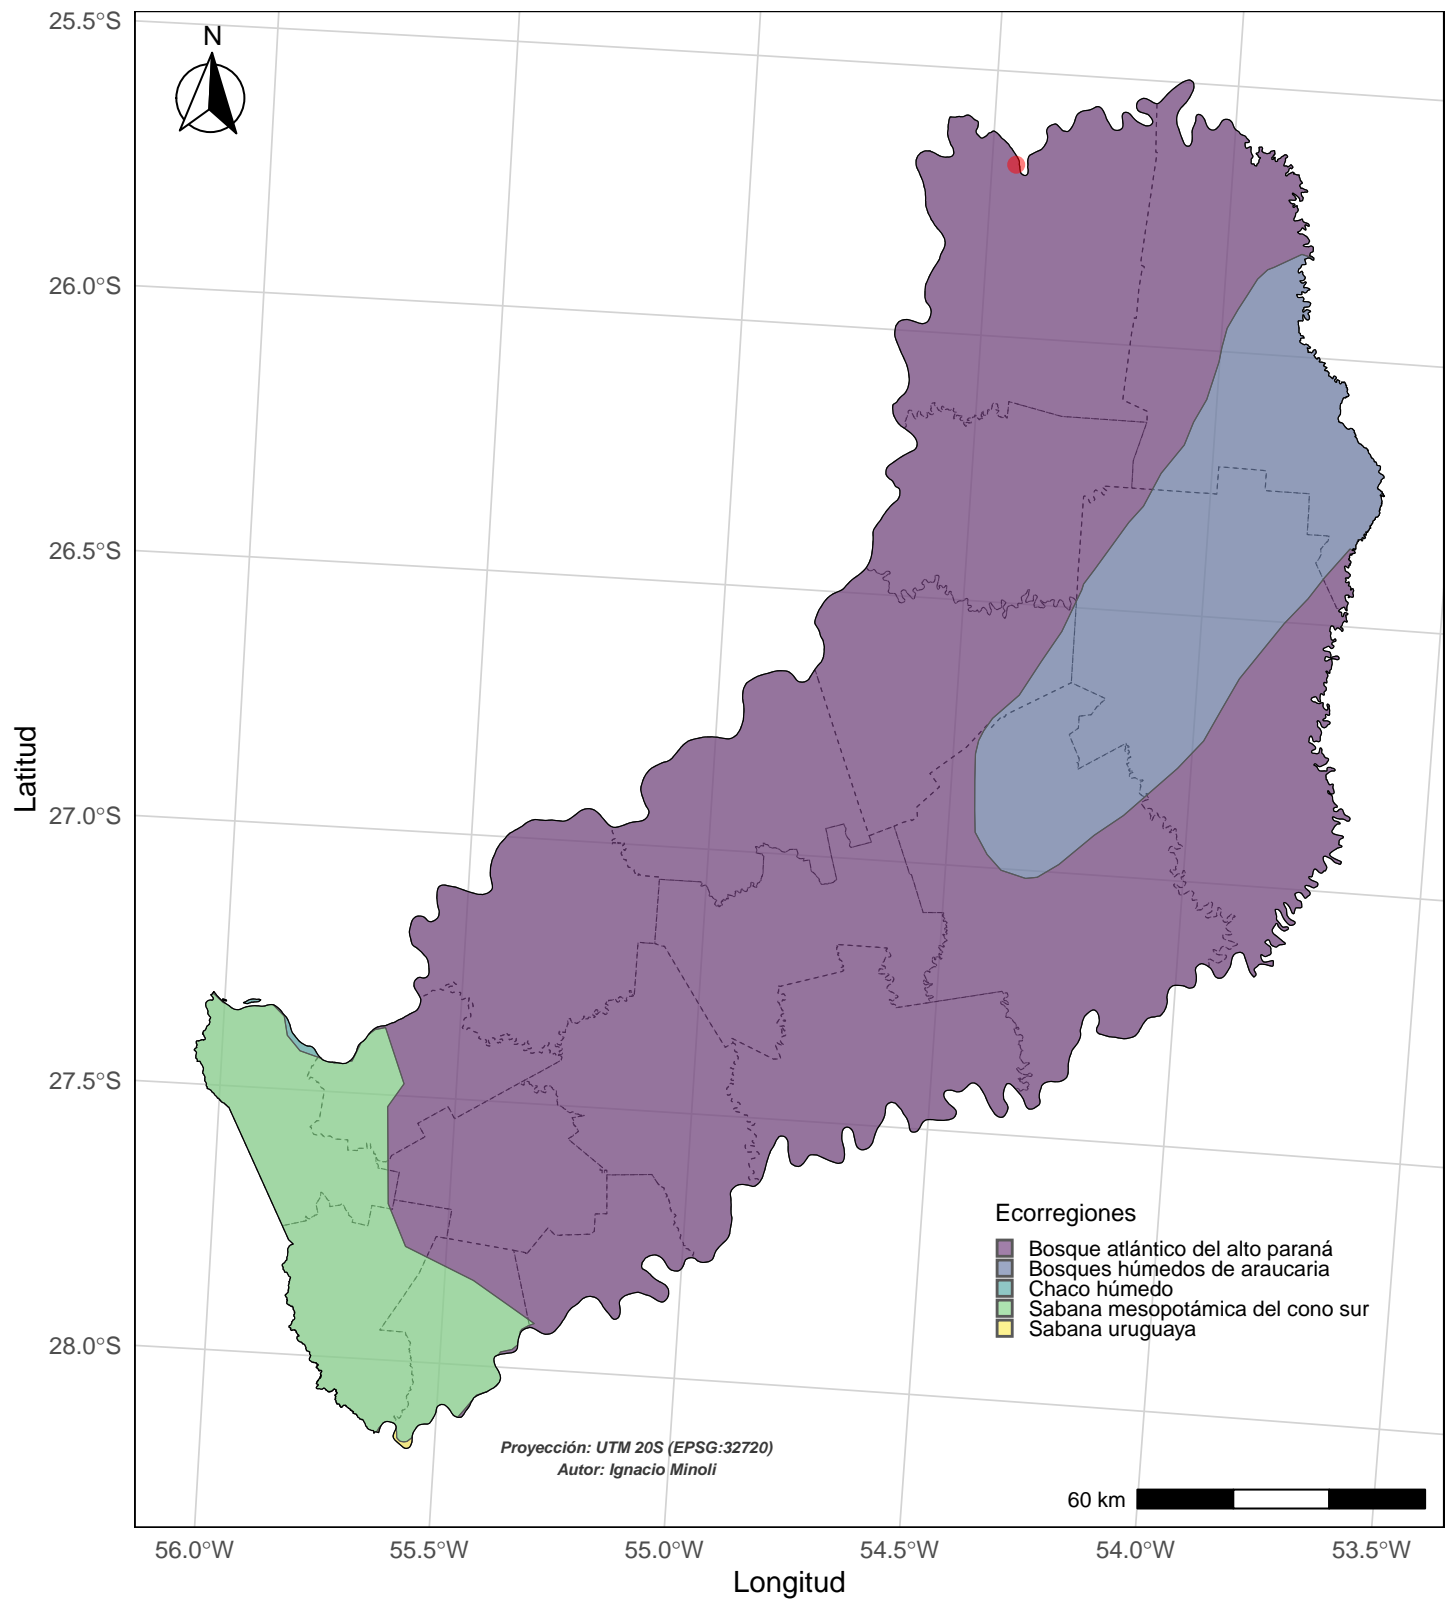 N
25.5°S
26.0°S
26.5°S
27.0°S
27.5°S
28.0°S
Latitud
Ecorregiones
Bosque atlántico del alto paraná
Bosques húmedos de araucaria
Chaco húmedo
Sabana mesopotámica del cono sur
Sabana uruguaya
Proyección: UTM 20S (EPSG:32720)
Autor: Ignacio Minoli
60 km
56.0°W 55.5°W 55.0°W 54.5°W 54.0°W 53.5°W
Longitud